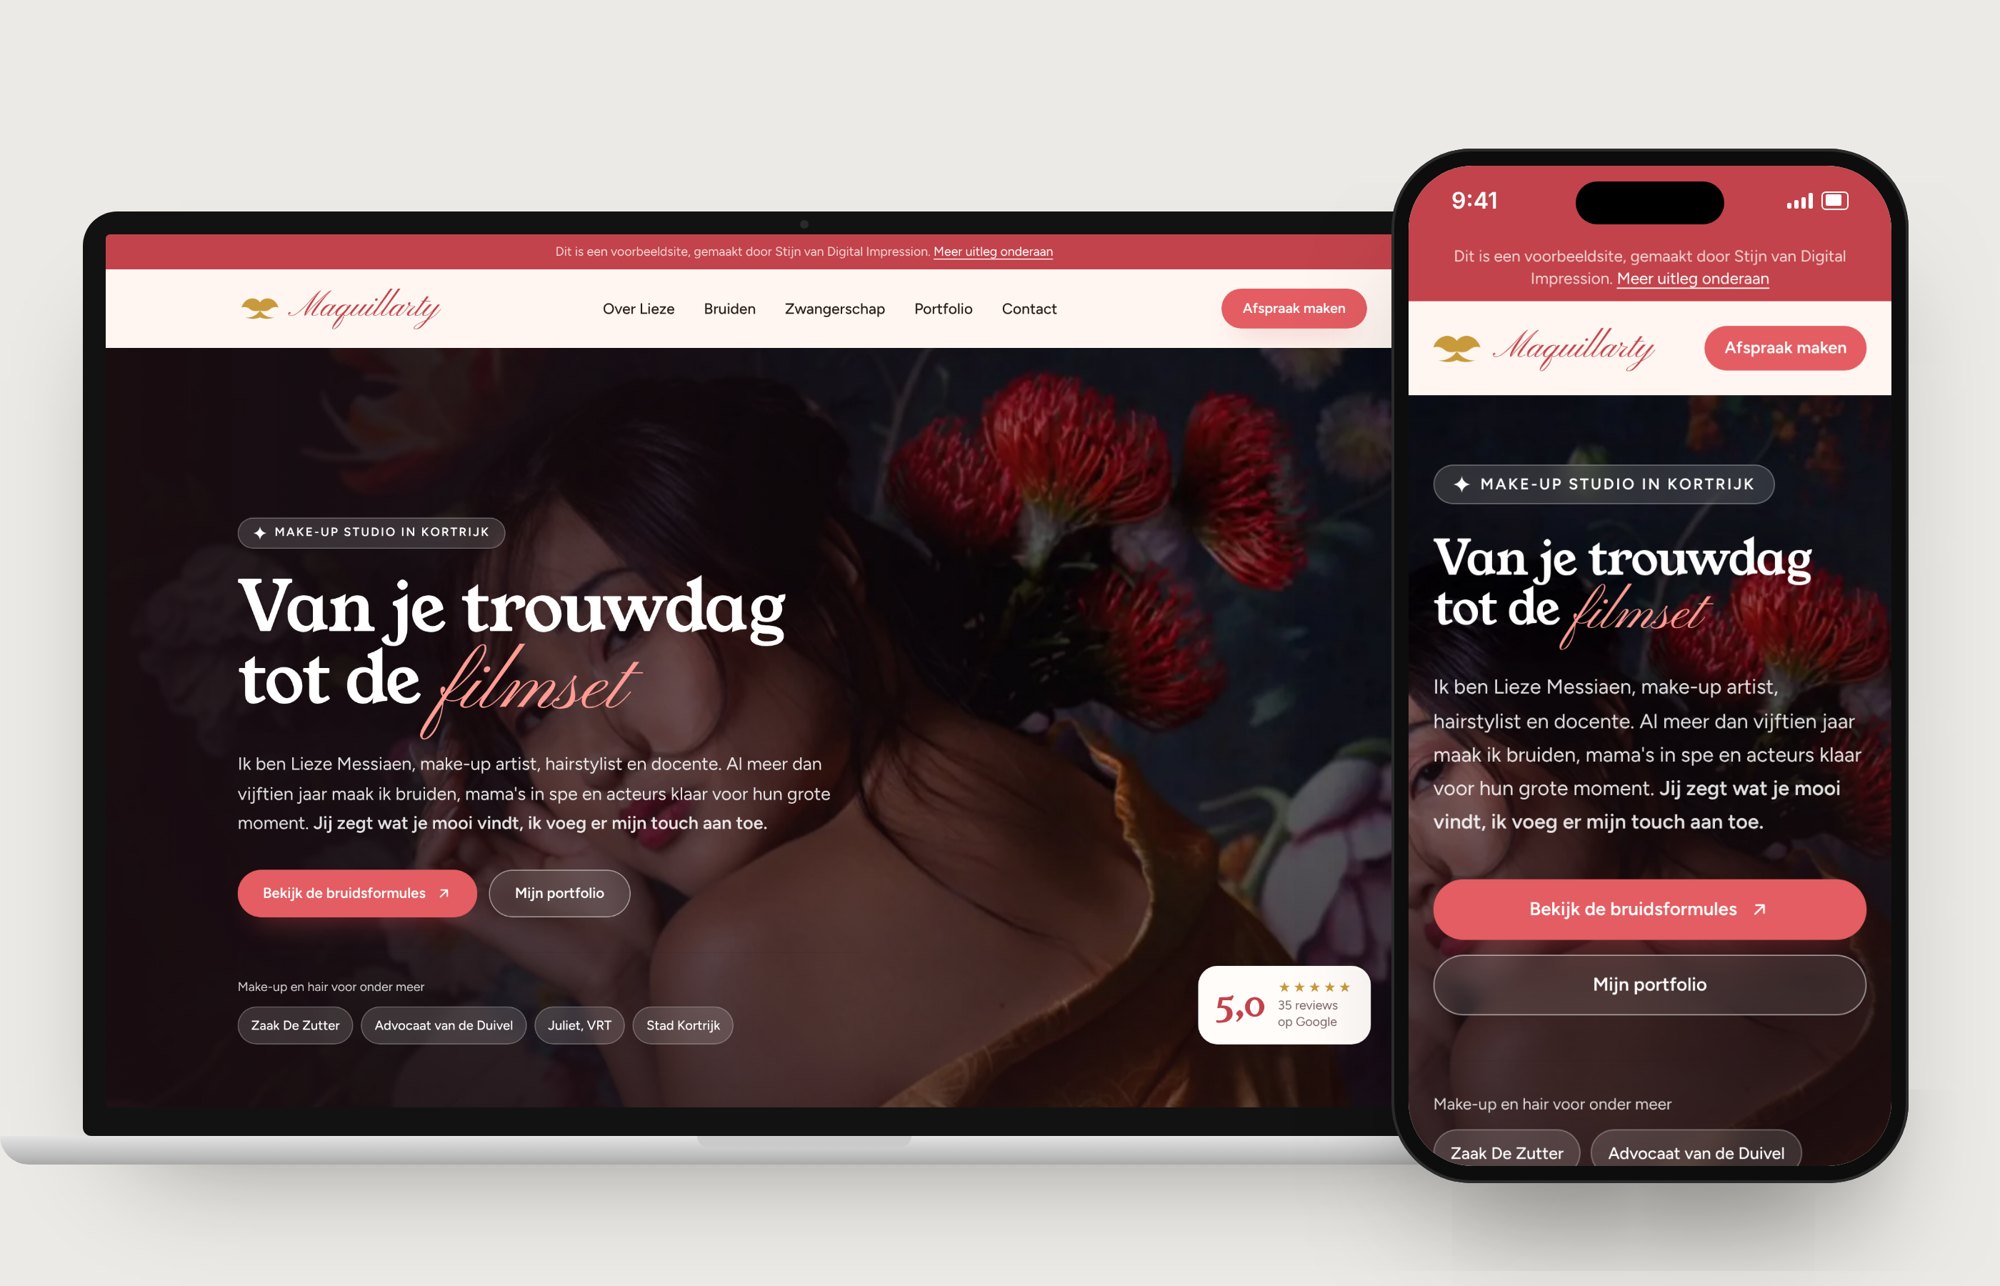 Dit is een voorbeeldsite, gemaakt door Stijn van Digital Impression. Meer uitleg onderaan
Maquillarty
Over Lieze
Bruiden
Zwangerschap
Portfolio
Contact
Afspraak maken
MAKE-UP STUDIO IN KORTRIJK
Van je trouwdag
tot de filmset
Ik ben Lieze Messiaen, make-up artist, hairstylist en docente. Al meer dan
vijftien jaar maak ik bruiden, mama's in spe en acteurs klaar voor hun grote
moment. Jij zegt wat je mooi vindt, ik voeg er mijn touch aan toe.
Bekijk de bruidsformules
Mijn portfolio
Make-up en hair voor onder meer
Zaak De Zutter
Advocaat van de Duivel
Juliet, VRT
Stad Kortrijk
5,0
35 reviews
op Google
9:41
Dit is een voorbeeldsite, gemaakt door Stijn van Digital
Impression. Meer uitleg onderaan
Maquillarty
Afspraak maken
MAKE-UP STUDIO IN KORTRIJK
Van je trouwdag
tot de filmset
Ik ben Lieze Messiaen, make-up artist,
hairstylist en docente. Al meer dan vijftien jaar
maak ik bruiden, mama's in spe en acteurs klaar
voor hun grote moment. Jij zegt wat je mooi
vindt, ik voeg er mijn touch aan toe.
Bekijk de bruidsformules
Mijn portfolio
Make-up en hair voor onder meer
Zaak De Zutter
Advocaat van de Duivel